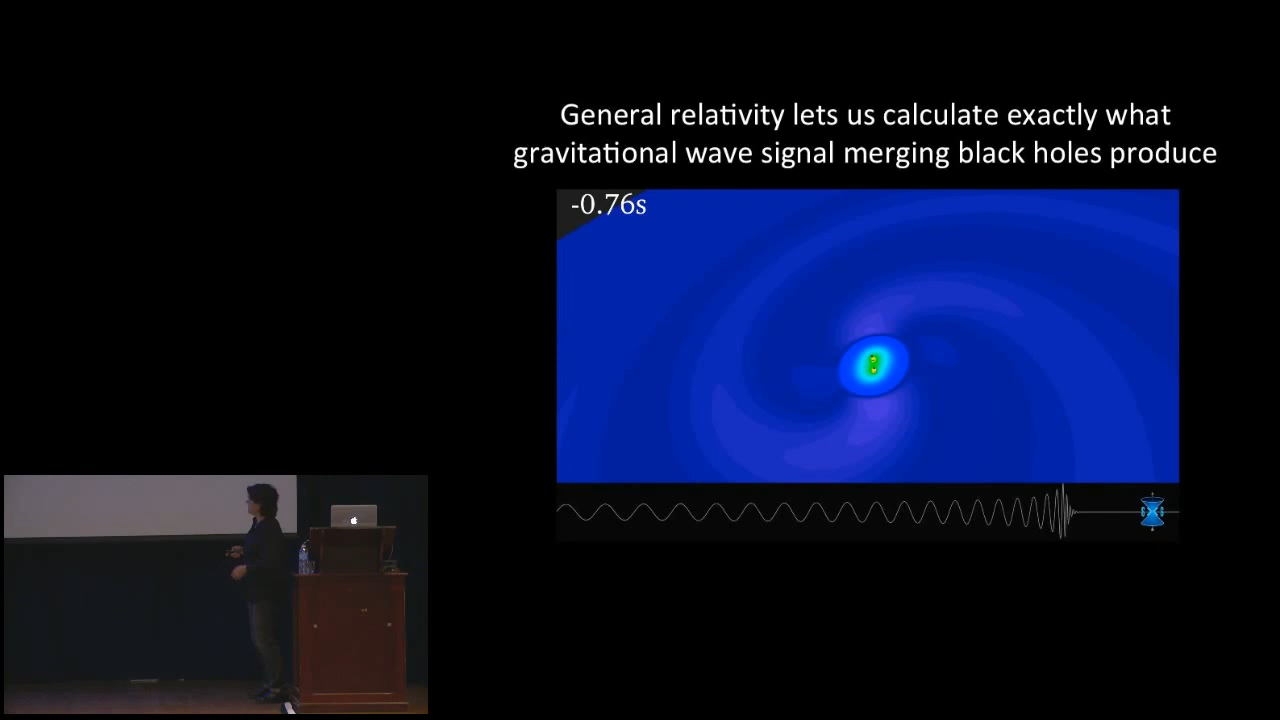 General relativity lets us calculate exactly what
gravitational wave signal merging black holes produce
-0.76s